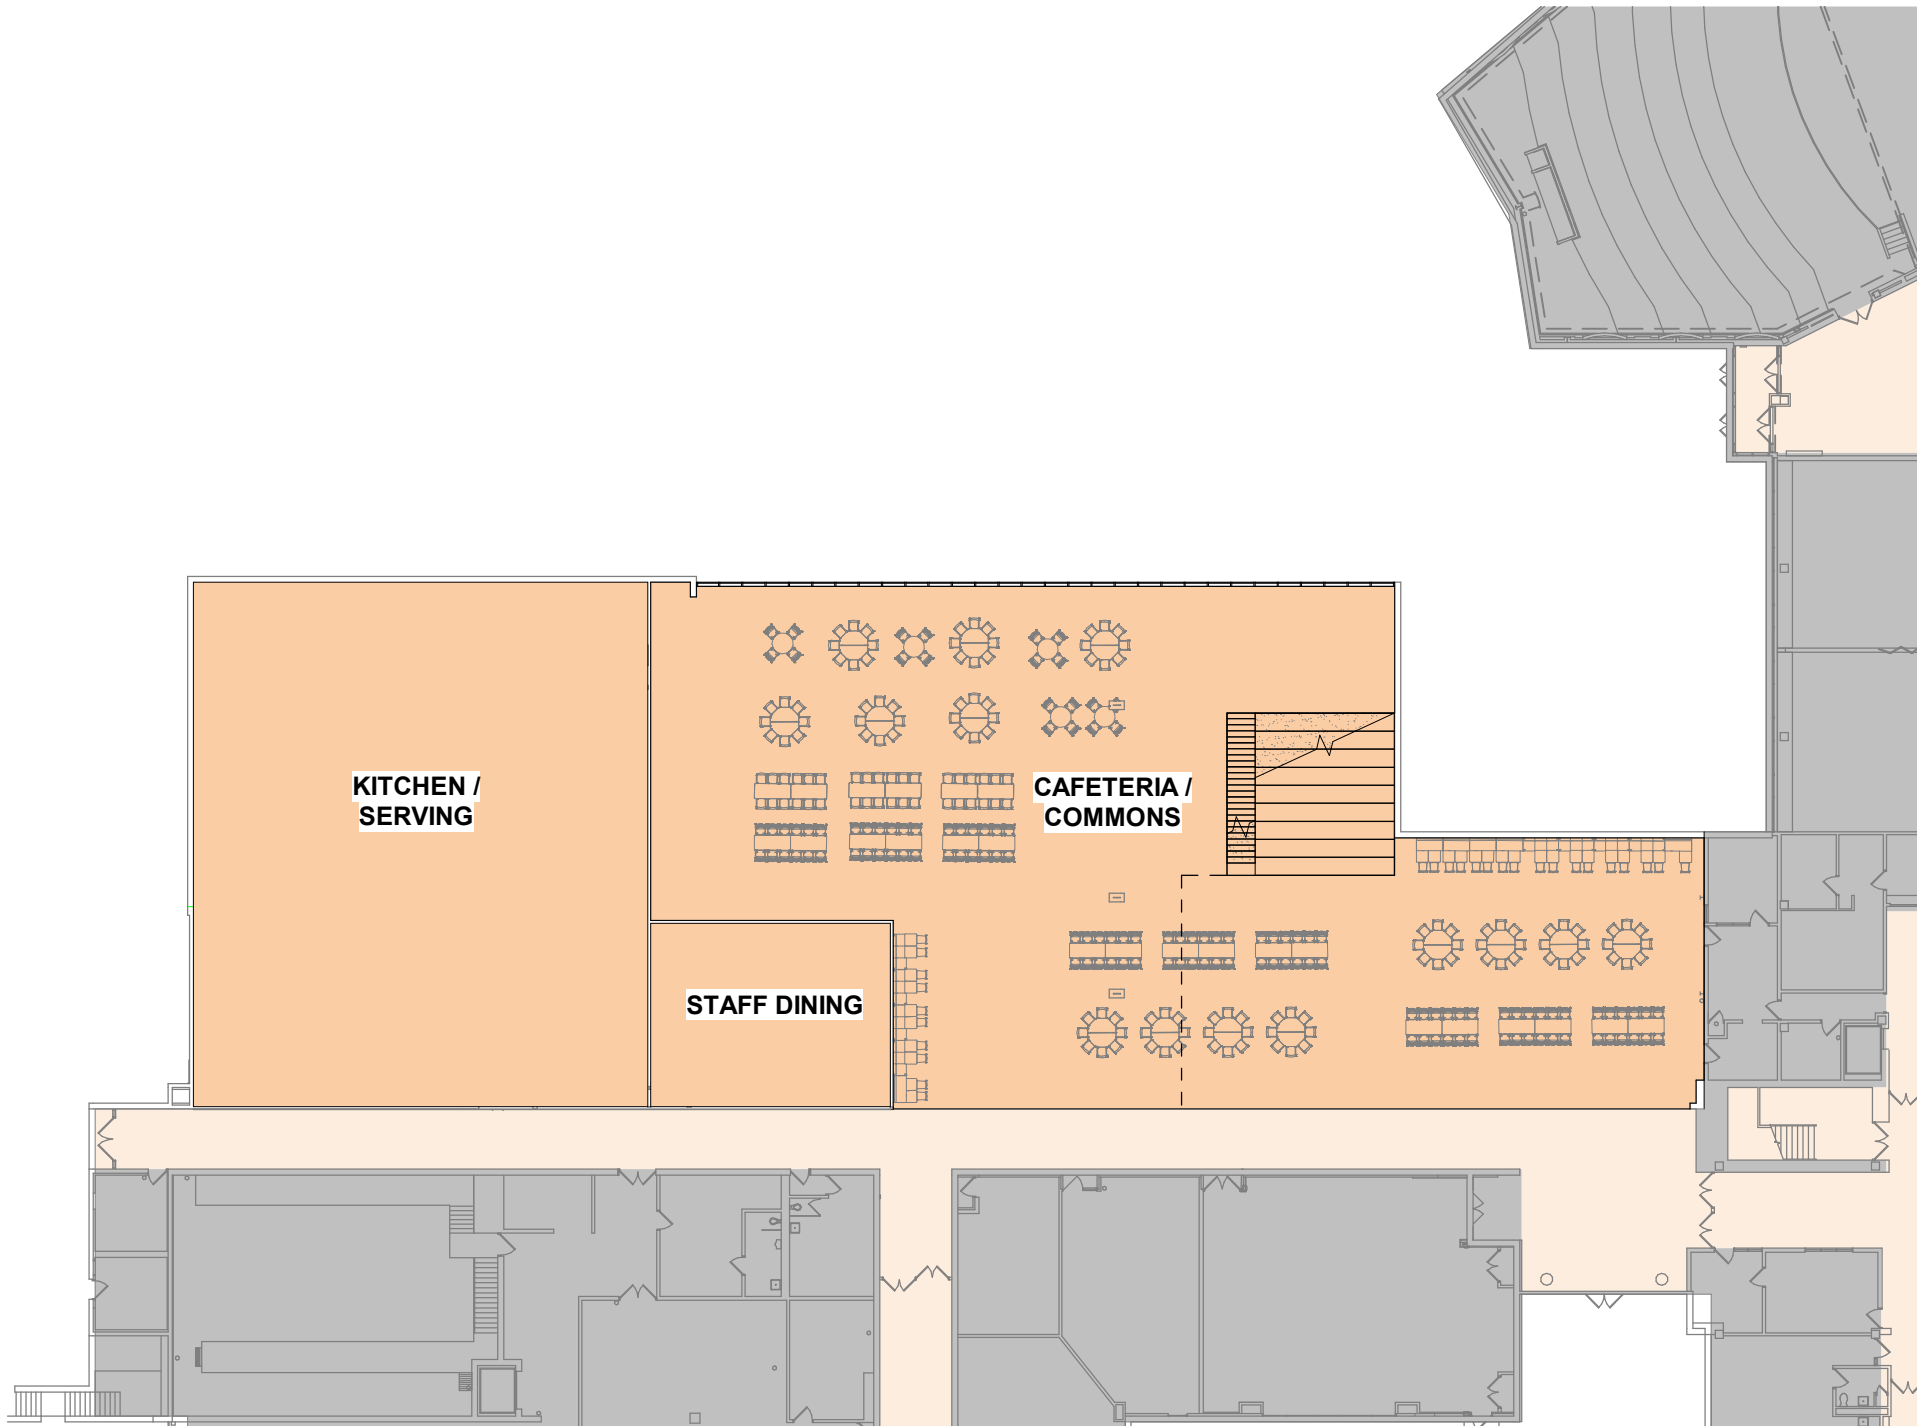 KITCHEN /
SERVING
CAFETERIA /
COMMONS
STAFF DINING